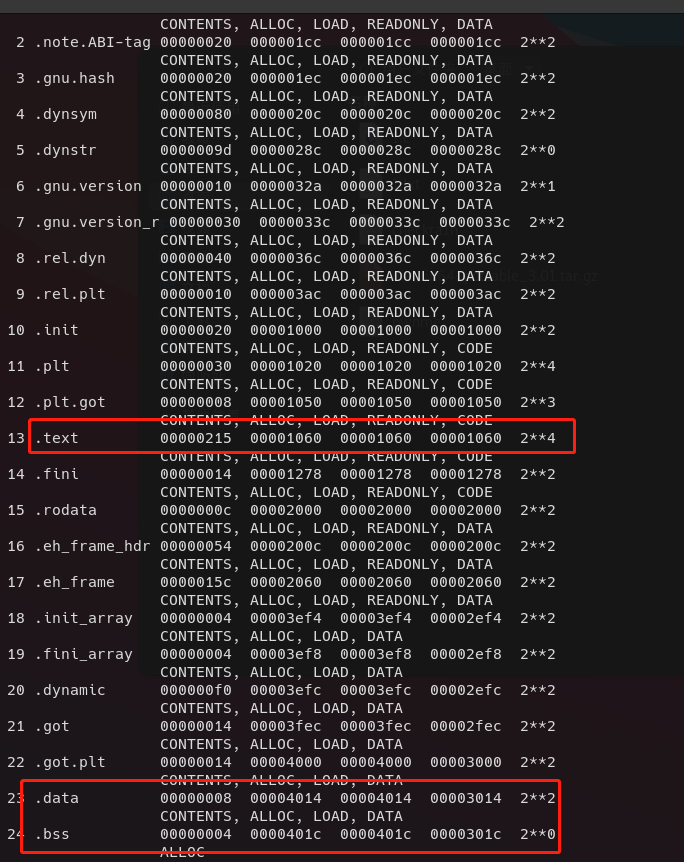 CONTENTS, ALLOC, LOAD, READONLY, DATA
2 .note.ABI-tag 00000020 000001cc 000001cc 000001cc 2**2
CONTENTS, ALLOC, LOAD, READONLY, DATA
3 .gnu.hash 00000020 000001ec 000001ec 000001ec 2**2
CONTENTS, ALLOC, LOAD, READONLY, DATA
4 .dynsym 00000080 0000020c 0000020c 0000020c 2**2
CONTENTS, ALLOC, LOAD, READONLY, DATA
5 .dynstr 0000009d 0000028c 0000028c 0000028c 2**0
CONTENTS, ALLOC, LOAD, READONLY, DATA
6 .gnu.version 00000010 0000032a 0000032a 0000032a 2**1
CONTENTS, ALLOC, LOAD, READONLY, DATA
7 .gnu.version_r 00000030 0000033c 0000033c 0000033c 2**2
CONTENTS, ALLOC, LOAD, READONLY, DATA
8 .rel.dyn 00000040 0000036c 0000036c 0000036c 2**2
CONTENTS, ALLOC, LOAD, READONLY, DATA
9 .rel.plt 00000010 000003ac 000003ac 000003ac 2**2
CONTENTS, ALLOC, LOAD, READONLY, DATA
10 .init 00000020 00001000 00001000 00001000 2**2
CONTENTS, ALLOC, LOAD, READONLY, CODE
11 .plt 00000030 00001020 00001020 00001020 2**4
CONTENTS, ALLOC, LOAD, READONLY, CODE
12 .plt.got 00000008 00001050 00001050 00001050 2**3
CONTENTS, ALLOC, LOAD, READONLY, CODE
13 .text 00000215 00001060 00001060 00001060 2**4
CONTENTS, ALLOC, LOAD, READONLY, CODE
14 .fini 00000014 00001278 00001278 00001278 2**2
CONTENTS, ALLOC, LOAD, READONLY, CODE
15 .rodata 0000000c 00002000 00002000 00002000 2**2
CONTENTS, ALLOC, LOAD, READONLY, DATA
16 .eh_frame_hdr 00000054 0000200c 0000200c 0000200c 2**2
CONTENTS, ALLOC, LOAD, READONLY, DATA
17 .eh_frame 0000015c 00002060 00002060 00002060 2**2
CONTENTS, ALLOC, LOAD, READONLY, DATA
18 .init_array 00000004 00003ef4 00003ef4 00002ef4 2**2
CONTENTS, ALLOC, LOAD, DATA
19 .fini_array 00000004 00003ef8 00003ef8 00002ef8 2**2
CONTENTS, ALLOC, LOAD, DATA
20 .dynamic 000000f0 00003efc 00003efc 00002efc 2**2
CONTENTS, ALLOC, LOAD, DATA
21 .got 00000014 00003fec 00003fec 00002fec 2**2
CONTENTS, ALLOC, LOAD, DATA
22 .got.plt 00000014 00004000 00004000 00003000 2**2
CONTENTS, ALLOC, LOAD, DATA
23 .data 00000008 00004014 00004014 00003014 2**2
CONTENTS, ALLOC, LOAD, DATA
24 .bss 00000004 0000401c 0000401c 0000301c 2**0
ALLOC